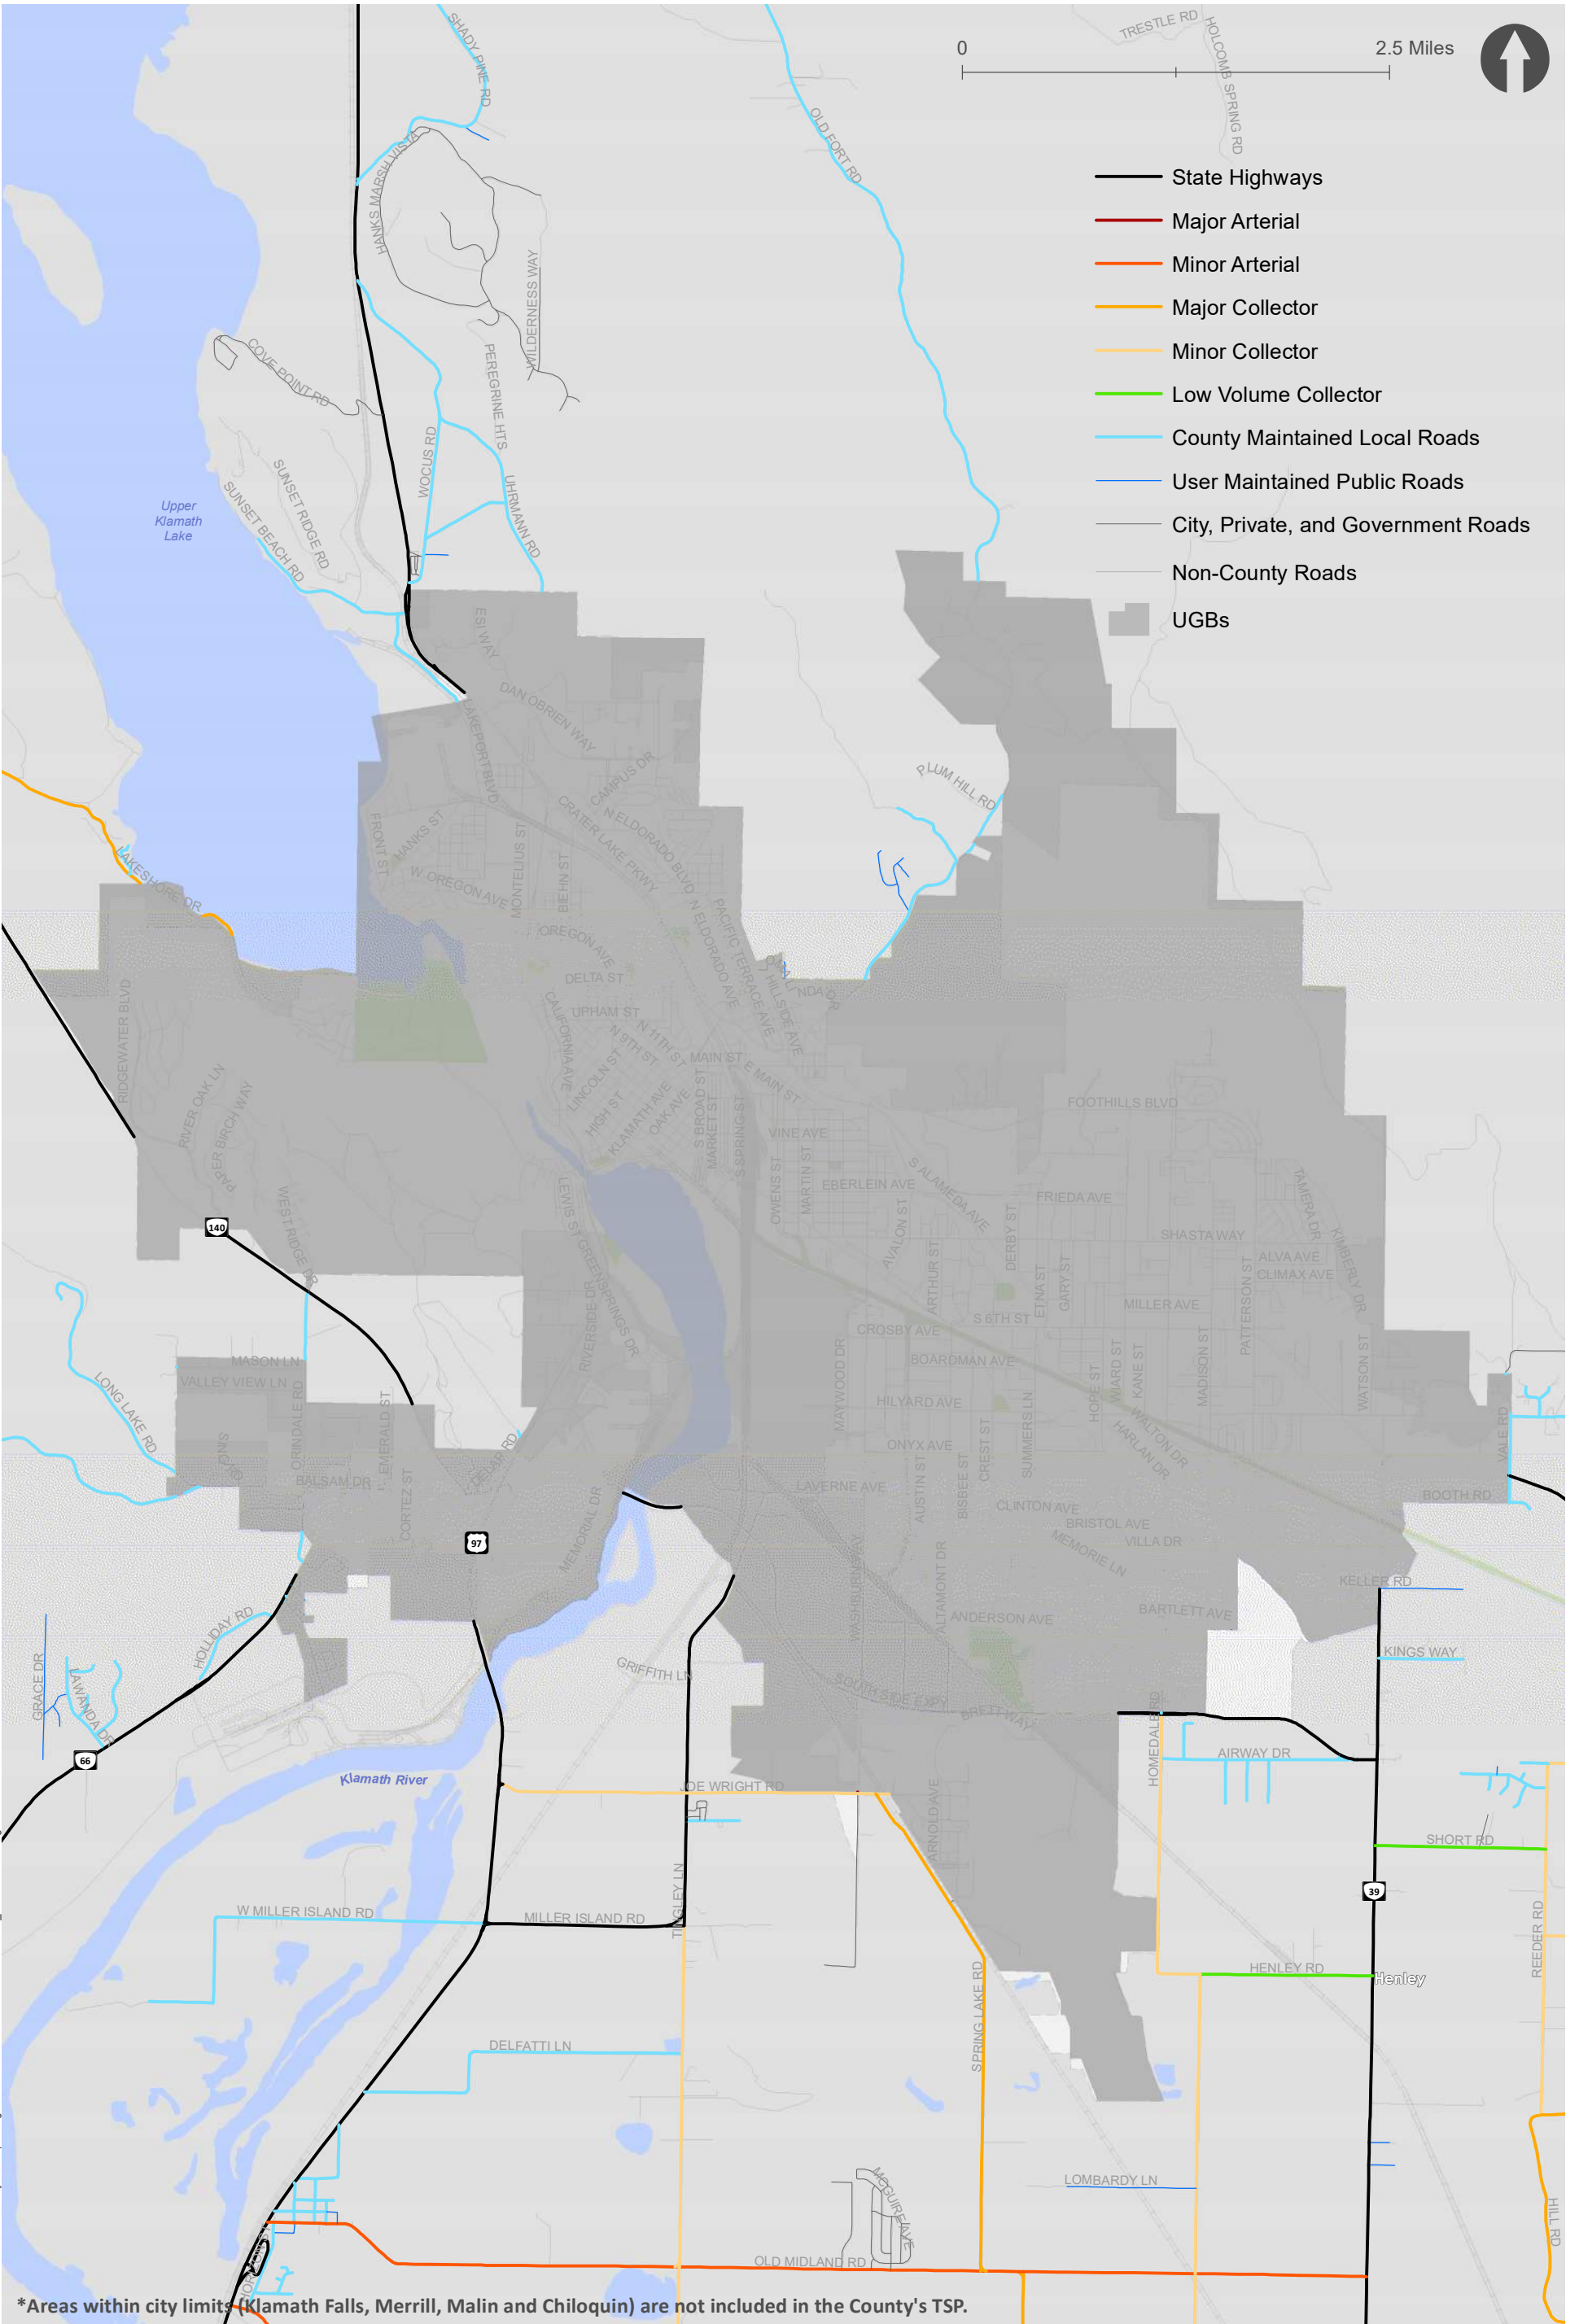 SHADY PINE RD
TRESTLE RD
HOLCOMB SPRING RD
0
2.5 Miles
OLD FORT RD
HANKS MARSH VISTA
State Highways
Major Arterial
Minor Arterial
Major Collector
Minor Collector
Low Volume Collector
County Maintained Local Roads
User Maintained Public Roads
City, Private, and Government Roads
Non-County Roads
UGBs
WILDERNESS WAY
COVE POINT RD
PEREGRINE HTS
WOCUS RD
SUNSET RIDGE RD
SUNSET BEACH RD
UHRMANN RD
Upper
Klamath
Lake
ESI WAY
DAN OBRIEN WAY
LAKEPORT BLVD
CAMPUS DR
PLUM HILL RD
CRATER LAKE PKWY
N ELDORADO BLVD
FRONT ST
HANKS ST
W. OREGON AVE
MONTELIUS ST
BIEHN ST
LAKESHORE DR
N ELDORADO AVE
PACIFIC TERRACE AVE
OREGON AVE
HILLSIDE AVE
DELTA ST
UPHAM ST
CALIFORNIA AVE
N 9TH ST
N 11TH ST
MAIN ST
E MAIN ST
RIDGEWATER BLVD
LINCOLN ST
HIGH ST
KLAMATH AVE
OAK AVE
S BROAD ST
MARKET ST
S SPRING ST
FOOTHILLS BLVD
VINE AVE
RIVER OAK LN
PAPER BIRCH WAY
OWENS ST
MARTIN ST
EBERLEIN AVE
S ALAMEDA AVE
FRIEDA AVE
TAMERA DR
WESTRIDGE DR
LEWIS ST
GREENSPRINGS DR
AVALON ST
DERBY ST
SHASTA WAY
KIMBERLY DR
140
ALVA AVE
CLIMAX AVE
ARTHUR ST
ETNA ST
GARY ST
MILLER AVE
PATTERSON ST
RIVERSIDE DR
S 6TH ST
CROSBY AVE
MAYWOOD DR
BOARDMAN AVE
HOPE ST
WIARD ST
KANE ST
MADISON ST
WATSON ST
MASON LN
VALLEY VIEW LN
LONG LAKE RD
ORINDALE RD
EMERALD ST
HILYARD AVE
CREST ST
SUMMERS LN
HARLAN DR
WALTON DR
VALE RD
CEDAR RD
ONYX AVE
BALSAM DR
CORTEZ ST
LAVERNE AVE
AUSTIN ST
BISBEE ST
CLINTON AVE
BOOTH RD
BRISTOL AVE
VILLA DR
MEMORIE LN
MEMORIAL DR
97
WASHBURN WAY
ALTAMONT DR
KELLER RD
ANDERSON AVE
BARTLETT AVE
HOLLIDAY RD
GRACE DR
LAWANDA DR
KINGS WAY
GRIFFITH LN
SOUTH SIDE EXPY
BRETT WAY
HOMEDALE RD
AIRWAY DR
66
Klamath River
JOE WRIGHT RD
ARNOLD AVE
SHORT RD
39
TINGLEY LN
W MILLER ISLAND RD
MILLER ISLAND RD
REEDER RD
HENLEY RD
Henley
SPRING LAKE RD
DELFATTI LN
LOMBARDY LN
MCGUIRE AVE
HILL RD
OLD MIDLAND RD
*Areas within city limits (Klamath Falls, Merrill, Malin and Chiloquin) are not included in the County's TSP.